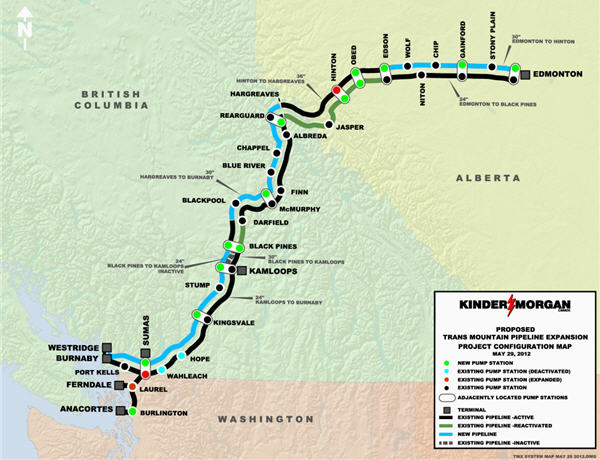 N
BRITISH
COLUMBIA
ALBERTA
WASHINGTON
30"
EDMONTON TO HINTON
STONY PLAIN
GAINFORD
CHIP
WOLF
EDSON
OBED
HINTON
EDMONTON
NITON
24"
EDMONTON TO BLACK PINES
36"
HINTON TO HARGREAVES
HARGREAVES
REARGUARD
JASPER
ALBREDA
CHAPPEL
BLUE RIVER
30"
HARGREAVES TO BURNABY
FINN
BLACKPOOL
McMURPHY
DARFIELD
BLACK PINES
30"
BLACK PINES TO KAMLOOPS
24"
BLACK PINES TO KAMLOOPS
INACTIVE
KAMLOOPS
STUMP
24"
KAMLOOPS TO BURNABY
KINGSVALE
SUMAS
WESTRIDGE
BURNABY
HOPE
PORT KELLS
WAHLEACH
FERNDALE
LAUREL
ANACORTES
BURLINGTON
KINDER MORGAN
CANADA
PROPOSED
TRANS MOUNTAIN PIPELINE EXPANSION
PROJECT CONFIGURATION MAP
MAY 29, 2012
NEW PUMP STATION
EXISTING PUMP STATION (DEACTIVATED)
EXISTING PUMP STATION (EXPANDED)
EXISTING PUMP STATION
ADJACENTLY LOCATED PUMP STATIONS
TERMINAL
EXISTING PIPELINE -ACTIVE
EXISTING PIPELINE -REACTIVATED
NEW PIPELINE
EXISTING PIPELINE -INACTIVE
TMX SYSTEM MAP MAY 29 2012.DWG